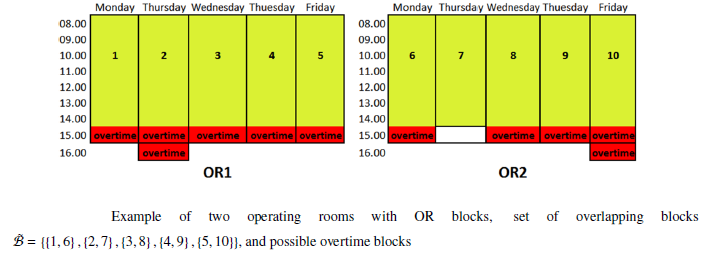 Monday Thursday Wednesday Thuesday Friday
Monday Thursday Wednesday Thuesday Friday
08.00
08.00
09.00
09.00
10.00 1 2 3 4 5
10.00 6 7 8 9 10
11.00
11.00
12.00
12.00
13.00
13.00
14.00
14.00
15.00 overtime overtime overtime overtime overtime
15.00 overtime overtime overtime overtime
16.00 overtime
16.00 overtime
OR1
OR2
Example of two operating rooms with OR blocks, set of overlapping blocks
B̃ = {{1, 6} , {2, 7} , {3, 8} , {4, 9} , {5, 10}}, and possible overtime blocks